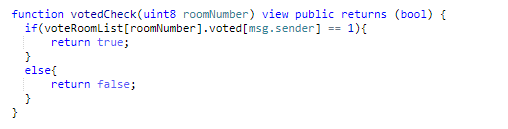 function votedCheck(uint8 roomNumber) view public returns (bool) {
  if(voteRoomList[roomNumber].voted[msg.sender] == 1){
      return true;
  }
  else{
      return false;
  }
}